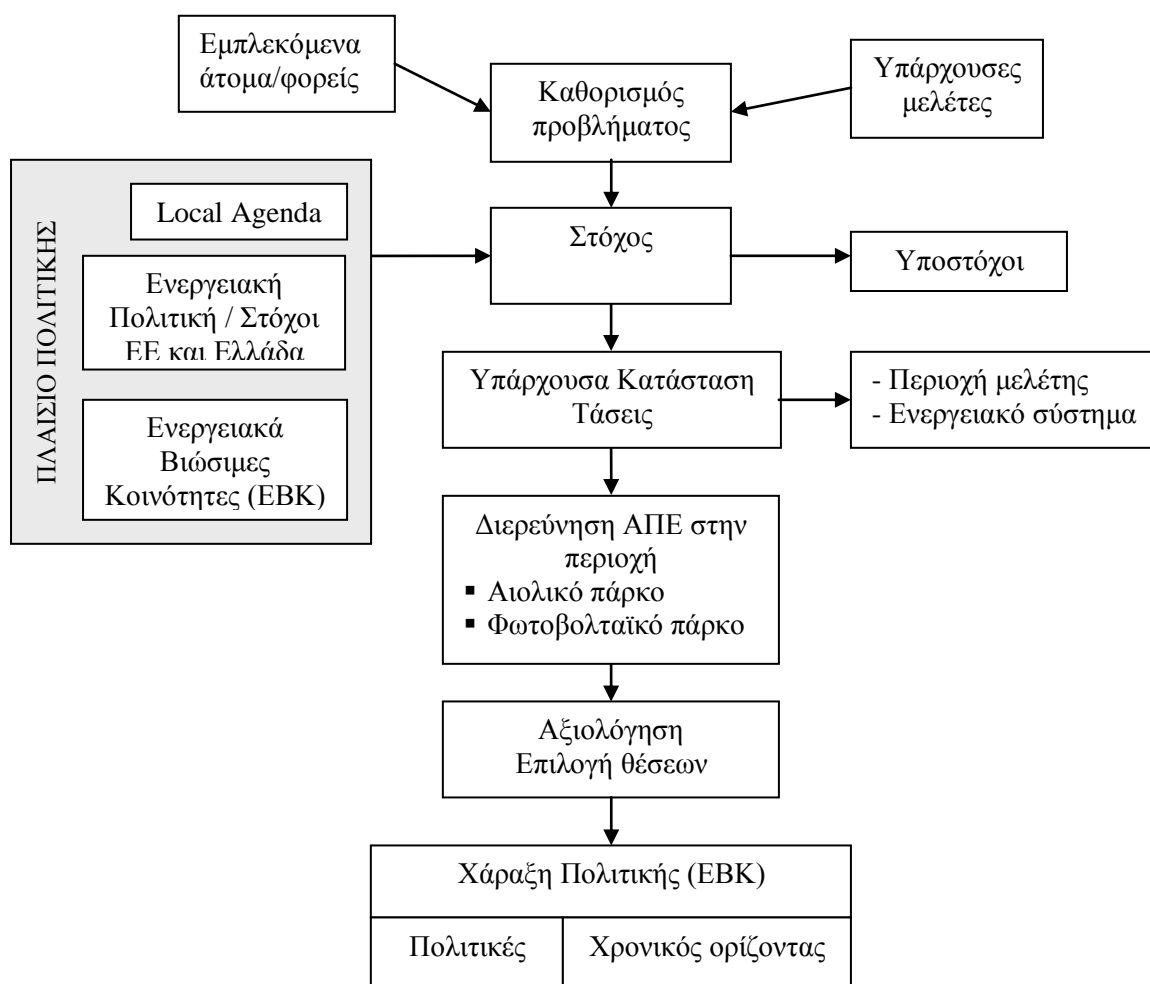 Εμπλεκόμενα
άτομα/φορείς
Καθορισμός
προβλήματος
Υπάρχουσες
μελέτες
ΠΛΑΙΣΙΟ ΠΟΛΙΤΙΚΗΣ
Local Agenda
Ενεργειακή
Πολιτική / Στόχοι
ΕΕ και Ελλάδα
Ενεργειακά
Βιώσιμες
Κοινότητες (ΕΒΚ)
Στόχος
Υποστόχοι
Υπάρχουσα Κατάσταση
Τάσεις
- Περιοχή μελέτης
- Ενεργειακό σύστημα
Διερεύνηση ΑΠΕ στην
περιοχή
▪ Αιολικό πάρκο
▪ Φωτοβολταϊκό πάρκο
Αξιολόγηση
Επιλογή θέσεων
Χάραξη Πολιτικής (ΕΒΚ)
Πολιτικές
Χρονικός ορίζοντας